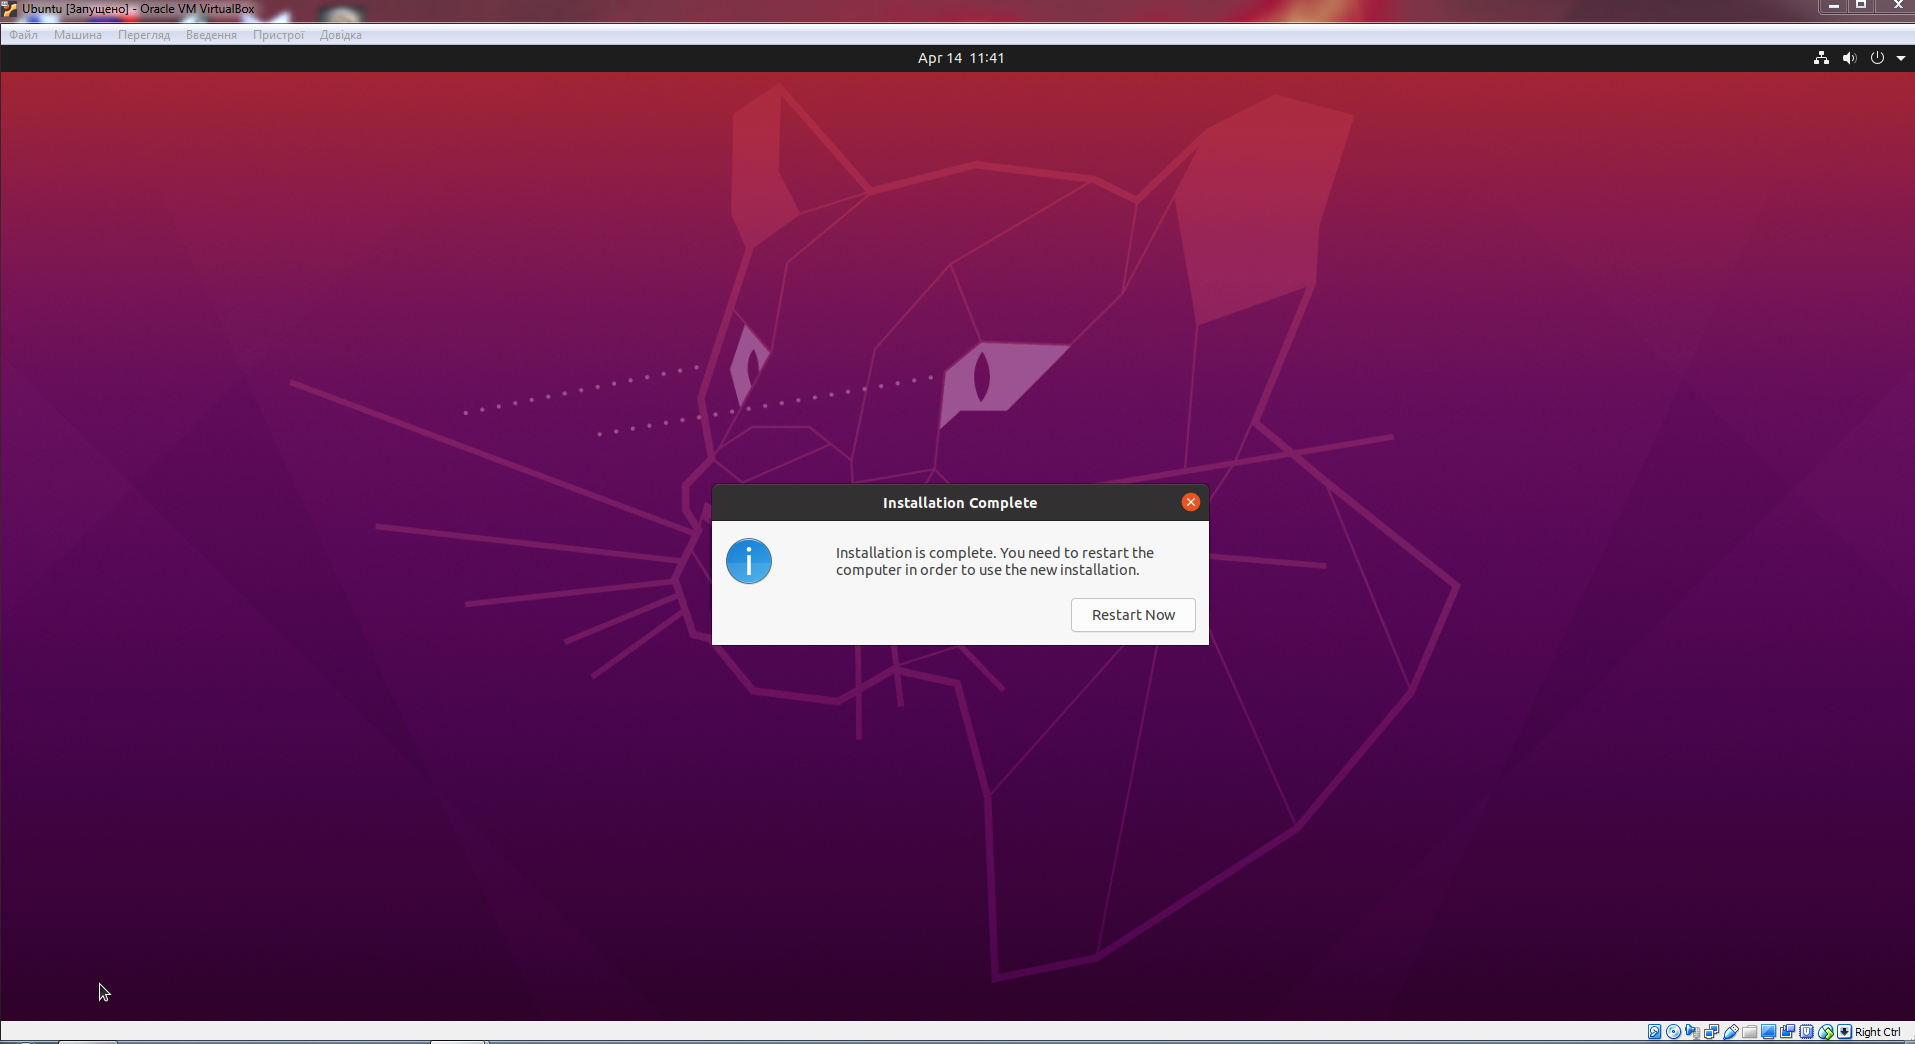 Ubuntu [Запущено] - Oracle VM VirtualBox
Файл Машина Перегляд Введення Пристрої Довідка
Apr 14 11:41
Installation Complete
Installation is complete. You need to restart the
computer in order to use the new installation.
Restart Now
Right Ctrl